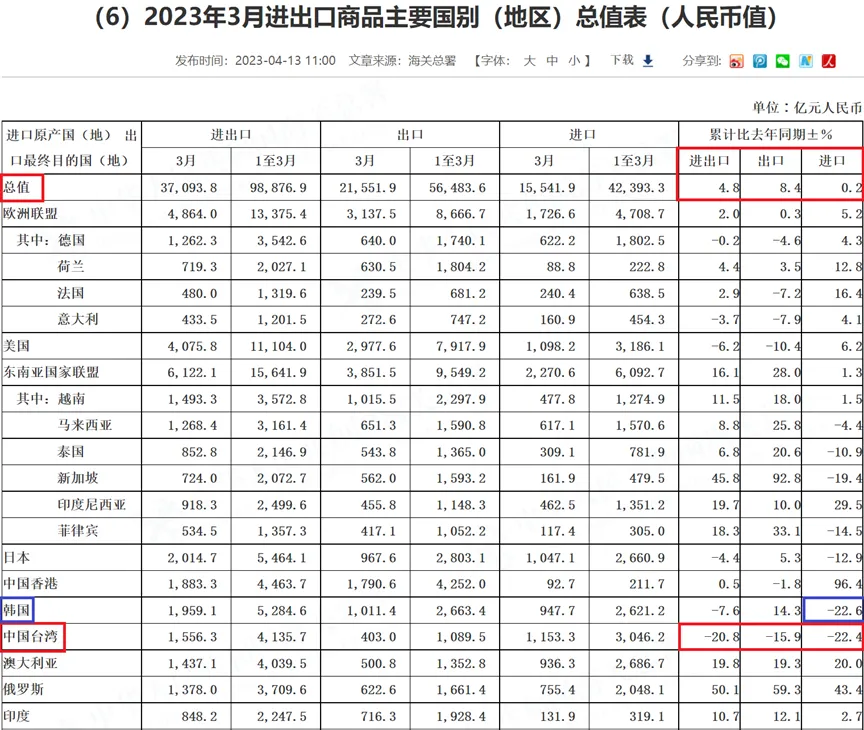 （6）2023年3月进出口商品主要国别（地区）总值表（人民币值）
发布时间：2023-04-13 11:00 文章来源：海关总署 【字体： 大 中 小】 下载 分享到:
单位：亿元人民币
进口原产国（地） 出口最终目的国（地） 进出口 出口 进口 累计比去年同期±%
3月 1至3月 3月 1至3月 3月 1至3月 进出口 出口 进口
总值 37,093.8 98,876.9 21,551.9 56,483.6 15,541.9 42,393.3 4.8 8.4 0.2
欧洲联盟 4,864.0 13,375.4 3,137.5 8,666.7 1,726.6 4,708.7 2.0 0.3 5.2
其中：德国 1,262.3 3,542.6 640.0 1,740.1 622.2 1,802.5 -0.2 -4.6 4.3
荷兰 719.3 2,027.1 630.5 1,804.2 88.8 222.8 4.4 3.5 12.8
法国 480.0 1,319.6 239.5 681.2 240.4 638.5 2.9 -7.2 16.4
意大利 433.5 1,201.5 272.6 747.2 160.9 454.3 -3.7 -7.9 4.1
美国 4,075.8 11,104.0 2,977.6 7,917.9 1,098.2 3,186.1 -6.2 -10.4 6.2
东南亚国家联盟 6,122.1 15,641.9 3,851.5 9,549.2 2,270.6 6,092.7 16.1 28.0 1.3
其中：越南 1,493.3 3,572.8 1,015.5 2,297.9 477.8 1,274.9 11.5 18.0 1.5
马来西亚 1,268.4 3,161.4 651.3 1,590.8 617.1 1,570.6 8.8 25.8 -4.4
泰国 852.8 2,146.9 543.8 1,365.0 309.1 781.9 6.8 20.6 -10.9
新加坡 724.0 2,072.7 562.0 1,593.2 161.9 479.5 45.8 92.8 -19.4
印度尼西亚 918.3 2,499.6 455.8 1,148.3 462.5 1,351.2 19.7 10.0 29.5
菲律宾 534.5 1,357.3 417.1 1,052.2 117.4 305.0 18.3 33.1 -14.5
日本 2,014.7 5,464.1 967.6 2,803.1 1,047.1 2,660.9 -4.4 5.3 -12.9
中国香港 1,883.3 4,463.7 1,790.6 4,252.0 92.7 211.7 0.5 -1.8 96.4
韩国 1,959.1 5,284.6 1,011.4 2,663.4 947.7 2,621.2 -7.6 14.3 -22.6
中国台湾 1,556.3 4,135.7 403.0 1,089.5 1,153.3 3,046.2 -20.8 -15.9 -22.4
澳大利亚 1,437.1 4,039.5 500.8 1,352.8 936.3 2,686.7 19.8 19.3 20.0
俄罗斯 1,378.0 3,709.6 622.6 1,661.4 755.4 2,048.1 50.1 59.3 43.4
印度 848.2 2,247.5 716.3 1,928.4 131.9 319.1 10.7 12.1 2.7